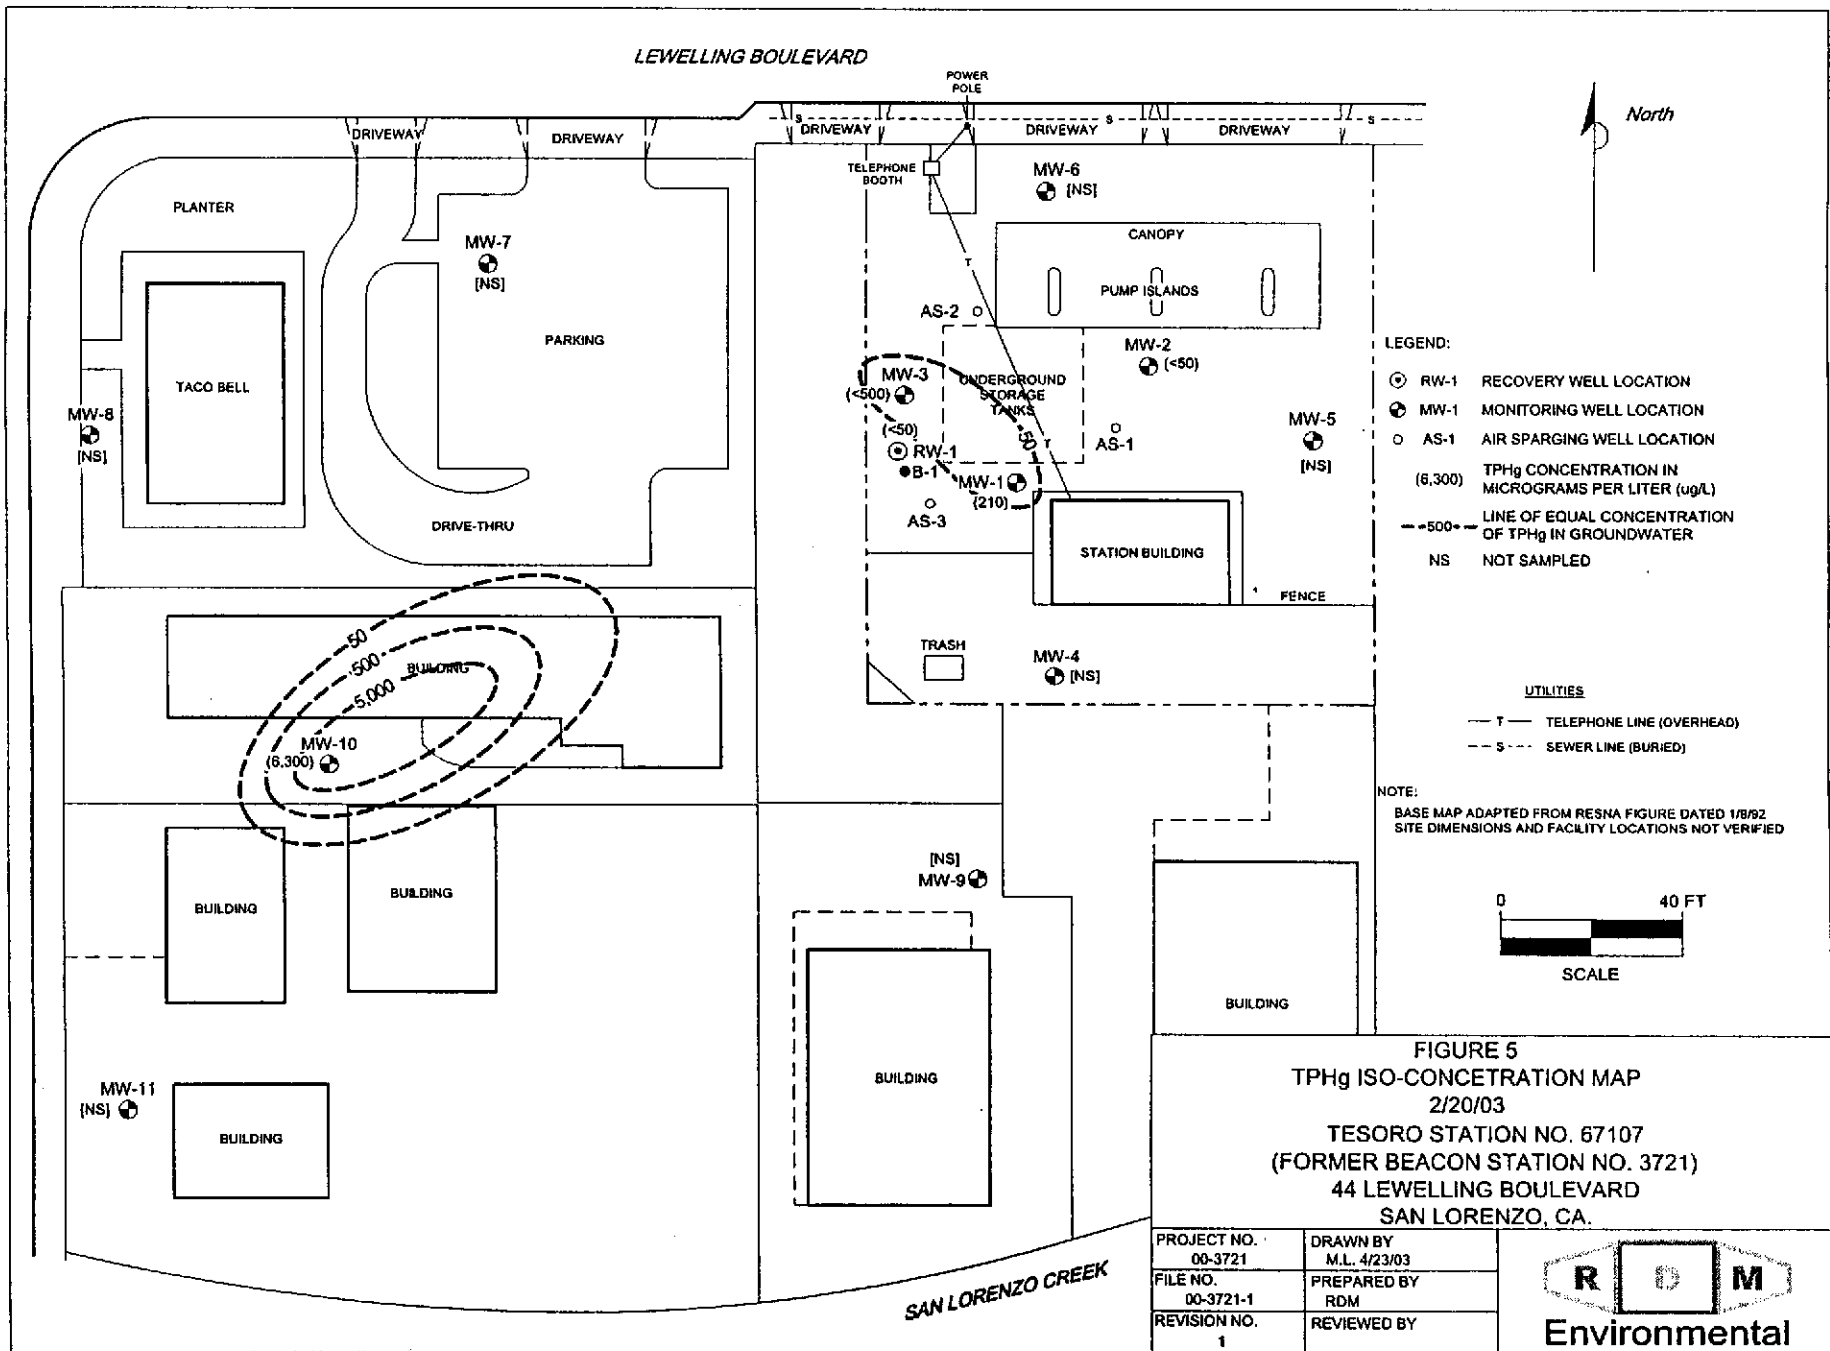 LEWELLING BOULEVARD
POWER
POLE
North
DRIVEWAY
DRIVEWAY
S
DRIVEWAY
DRIVEWAY
S
DRIVEWAY
S
TELEPHONE
BOOTH
MW-6
[NS]
PLANTER
MW-7
[NS]
CANOPY
T
PUMP ISLANDS
AS-2
PARKING
TACO BELL
MW-8
[NS]
MW-3
(<500)
UNDERGROUND
STORAGE
TANKS
MW-2
(<50)
(<50)
RW-1
B-1
50
T
AS-1
MW-5
[NS]
MW-1
(210)
AS-3
DRIVE-THRU
STATION BUILDING
FENCE
LEGEND:
RW-1 RECOVERY WELL LOCATION
MW-1 MONITORING WELL LOCATION
AS-1 AIR SPARGING WELL LOCATION
(6,300) TPHg CONCENTRATION IN
MICROGRAMS PER LITER (ug/L)
500 LINE OF EQUAL CONCENTRATION
OF TPHg IN GROUNDWATER
NS NOT SAMPLED
50
500
5,000
BUILDING
MW-10
(6,300)
TRASH
MW-4
[NS]
UTILITIES
T TELEPHONE LINE (OVERHEAD)
S SEWER LINE (BURIED)
NOTE:
BASE MAP ADAPTED FROM RESNA FIGURE DATED 1/8/92
SITE DIMENSIONS AND FACILITY LOCATIONS NOT VERIFIED
[NS]
MW-9
BUILDING
BUILDING
0 40 FT
SCALE
BUILDING
BUILDING
MW-11
[NS]
BUILDING
SAN LORENZO CREEK
FIGURE 5
TPHg ISO-CONCETRATION MAP
2/20/03
TESORO STATION NO. 67107
(FORMER BEACON STATION NO. 3721)
44 LEWELLING BOULEVARD
SAN LORENZO, CA.
PROJECT NO.
00-3721
DRAWN BY
M.L. 4/23/03
FILE NO.
00-3721-1
PREPARED BY
RDM
REVISION NO.
1
REVIEWED BY
R D M
Environmental